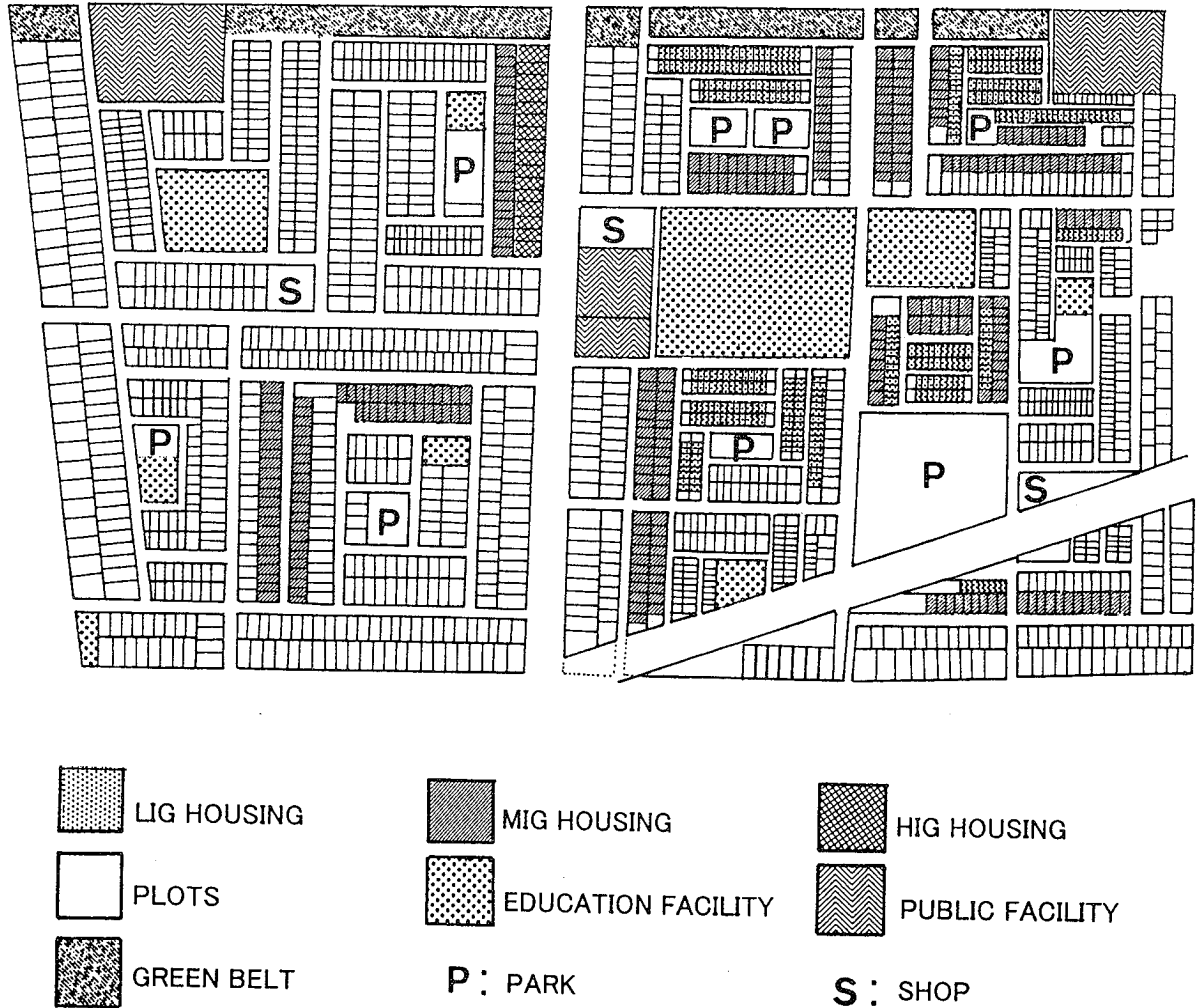 P P
P
P
S
S
P
P
P
P
P
S
P
LIG HOUSING
MIG HOUSING
HIG HOUSING
PLOTS
EDUCATION FACILITY
PUBLIC FACILITY
GREEN BELT
P : PARK
S : SHOP